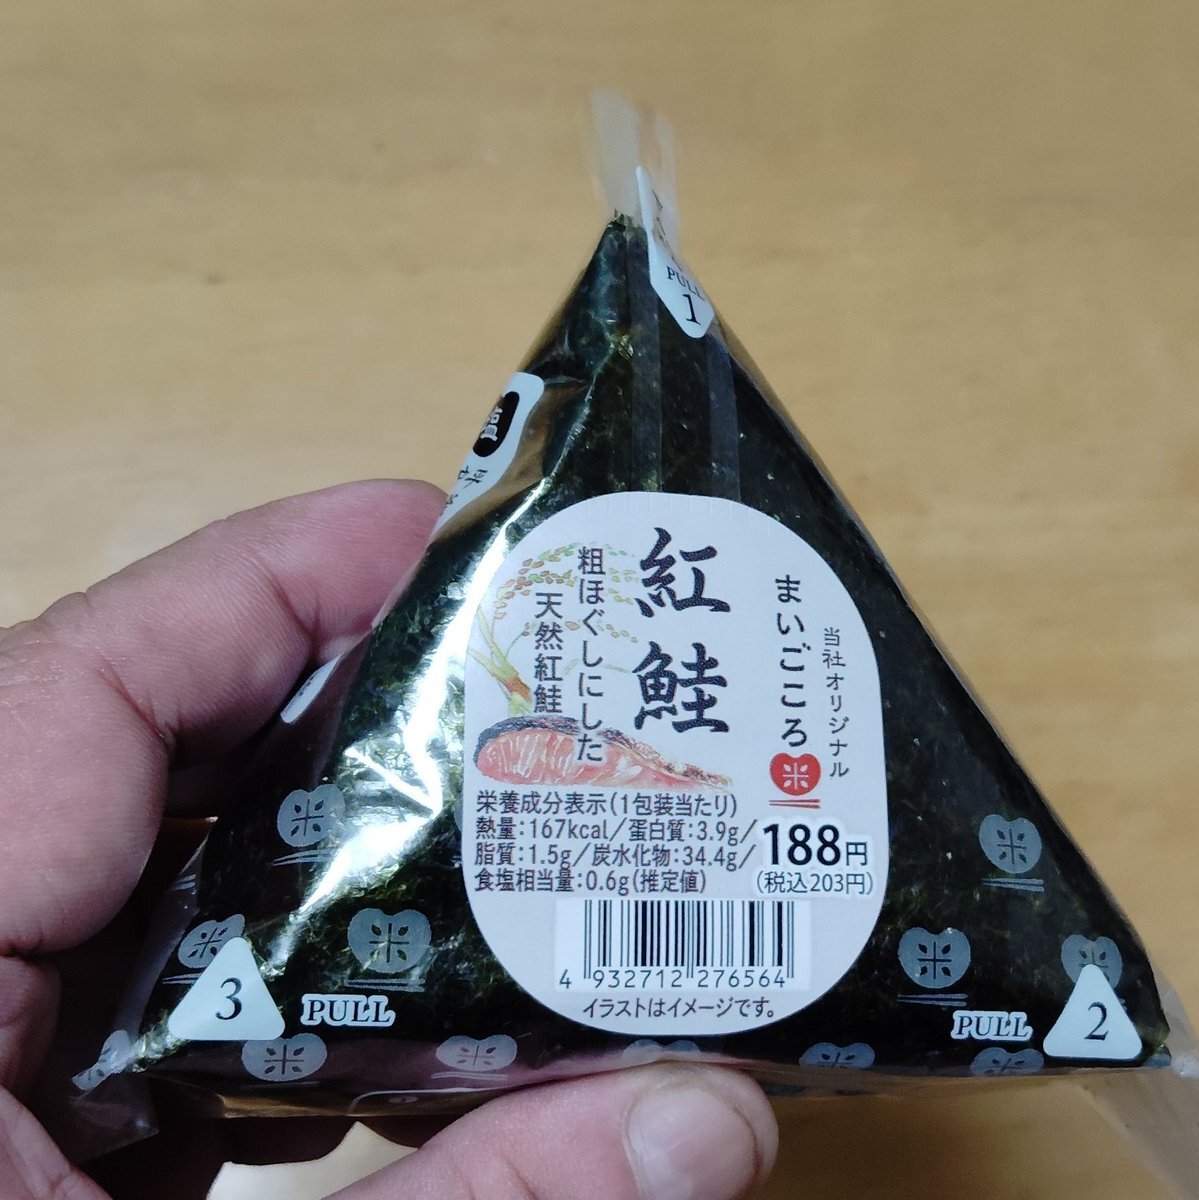 PULL
1
紅鮭
粗ほぐしにした
天然紅鮭
当社オリジナル
まいごころ
米
栄養成分表示(1包装当たり)
熱量:167kcal/蛋白質:3.9g/
脂質:1.5g/炭水化物:34.4g/
食塩相当量:0.6g(推定値)
188円
(税込203円)
4 932712 276564
イラストはイメージです。
3
PULL
PULL
2